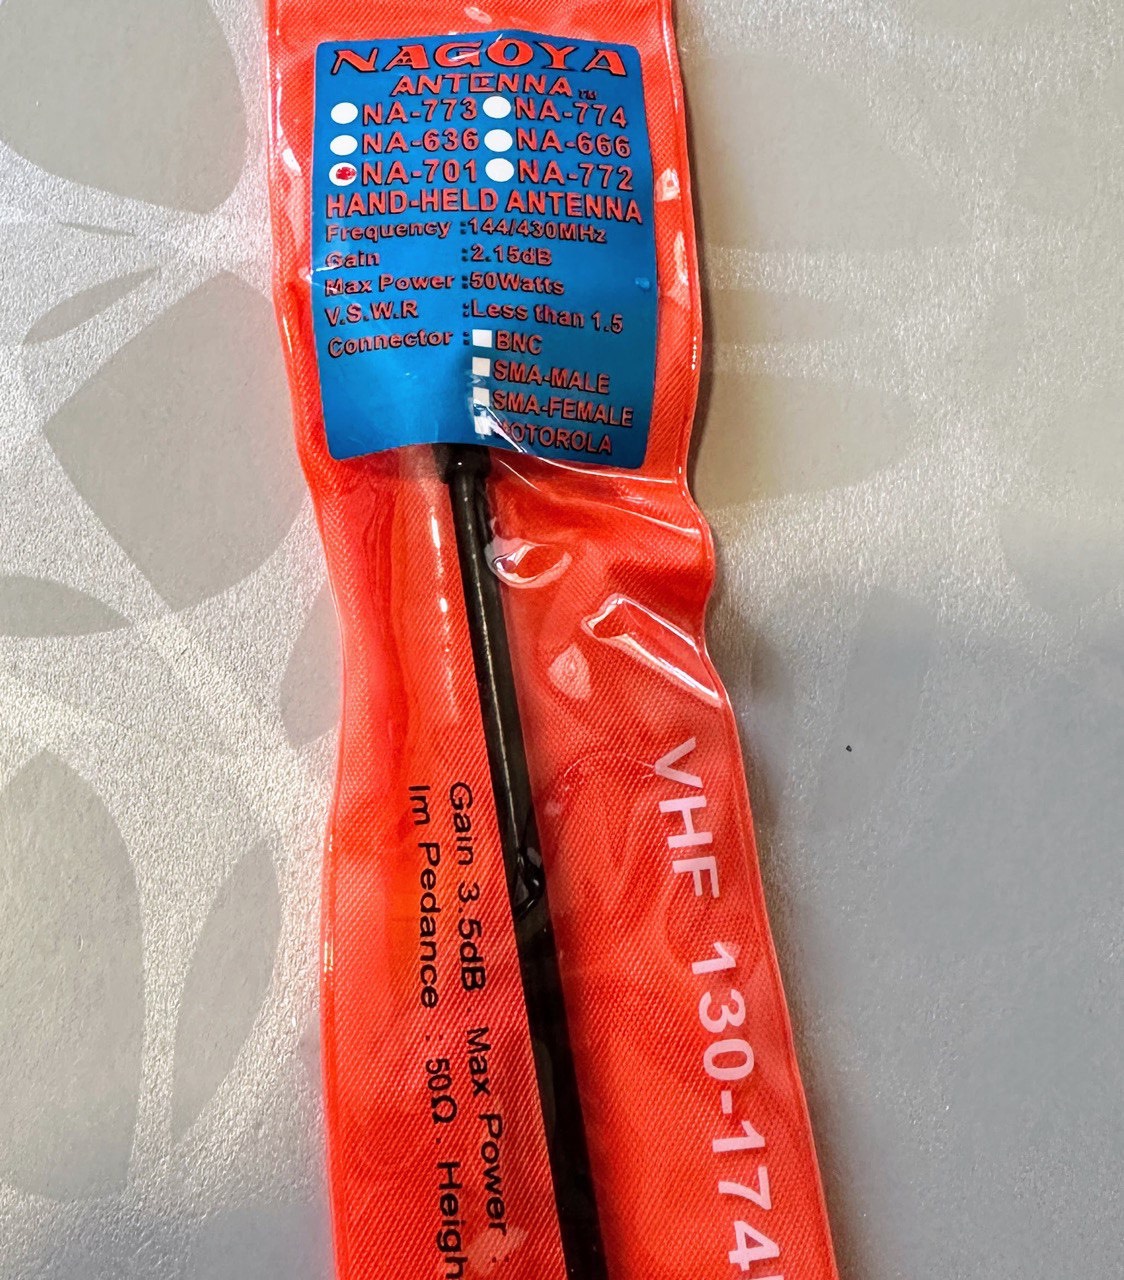 NAGOYA
ANTENNA TM
NA-773 NA-774
NA-636 NA-666
NA-701 NA-772
HAND-HELD ANTENNA
Frequency :144/430MHz
Gain :2.15dB
Max Power :50Watts
V.S.W.R :Less than 1.5
Connector : BNC
SMA-MALE
SMA-FEMALE
MOTOROLA
VHF 130-174
Gain 3.5dB. Max Power :
Im Pedance : 50Ω. Heigh